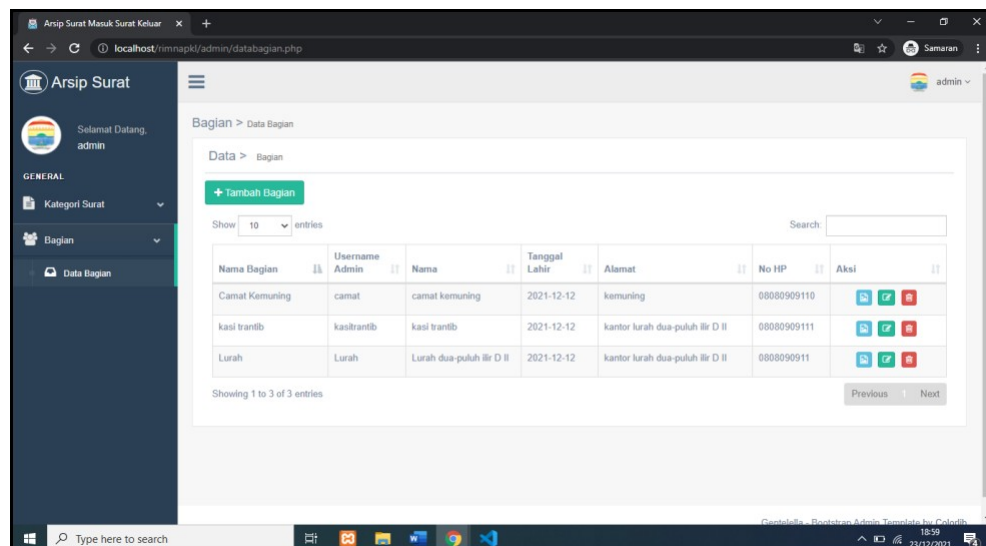 Arsip Surat Masuk Surat Keluar
localhost/rimnapkl/admin/databagian.php
Samaran
Arsip Surat
admin
Selamat Datang,
admin
GENERAL
Kategori Surat
Bagian
Data Bagian
Bagian > Data Bagian
Data > Bagian
+ Tambah Bagian
Show 10 entries
Search:
Nama Bagian Username Admin Nama Tanggal Lahir Alamat No HP Aksi
Camat Kemuning camat camat kemuning 2021-12-12 kemuning 08080909110
kasi trantib kasitrantib kasi trantib 2021-12-12 kantor lurah dua-puluh ilir D II 08080909111
Lurah Lurah Lurah dua-puluh ilir D II 2021-12-12 kantor lurah dua-puluh ilir D II 0808090911
Showing 1 to 3 of 3 entries
Previous 1 Next
Gentelella - Bootstrap Admin Template by Colorlib
Type here to search
18:59
23/12/2021